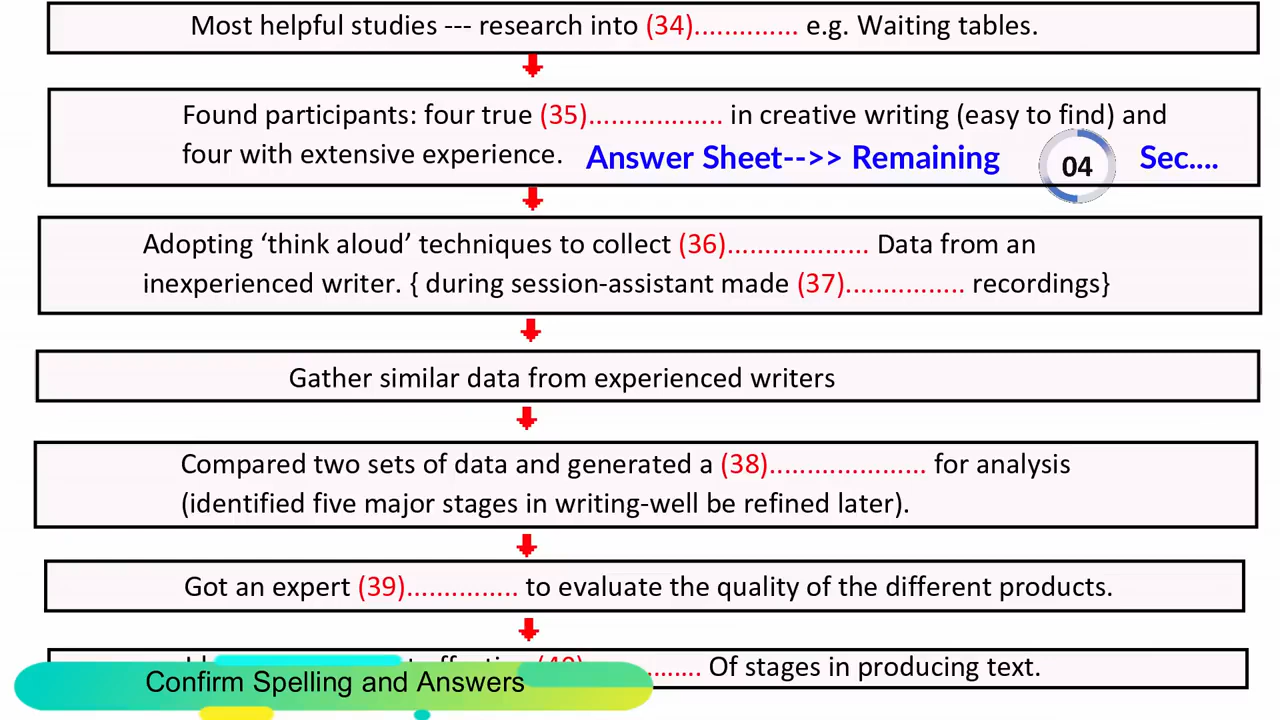 Most helpful studies --- research into (34).............. e.g. Waiting tables.
Found participants: four true (35).................. in creative writing (easy to find) and
four with extensive experience.
Answer Sheet-->> Remaining 04 Sec....
Adopting ‘think aloud’ techniques to collect (36)................... Data from an
inexperienced writer. { during session-assistant made (37)................ recordings}
Gather similar data from experienced writers
Compared two sets of data and generated a (38)..................... for analysis
(identified five major stages in writing-well be refined later).
Got an expert (39)............... to evaluate the quality of the different products.
Of stages in producing text.
Confirm Spelling and Answers